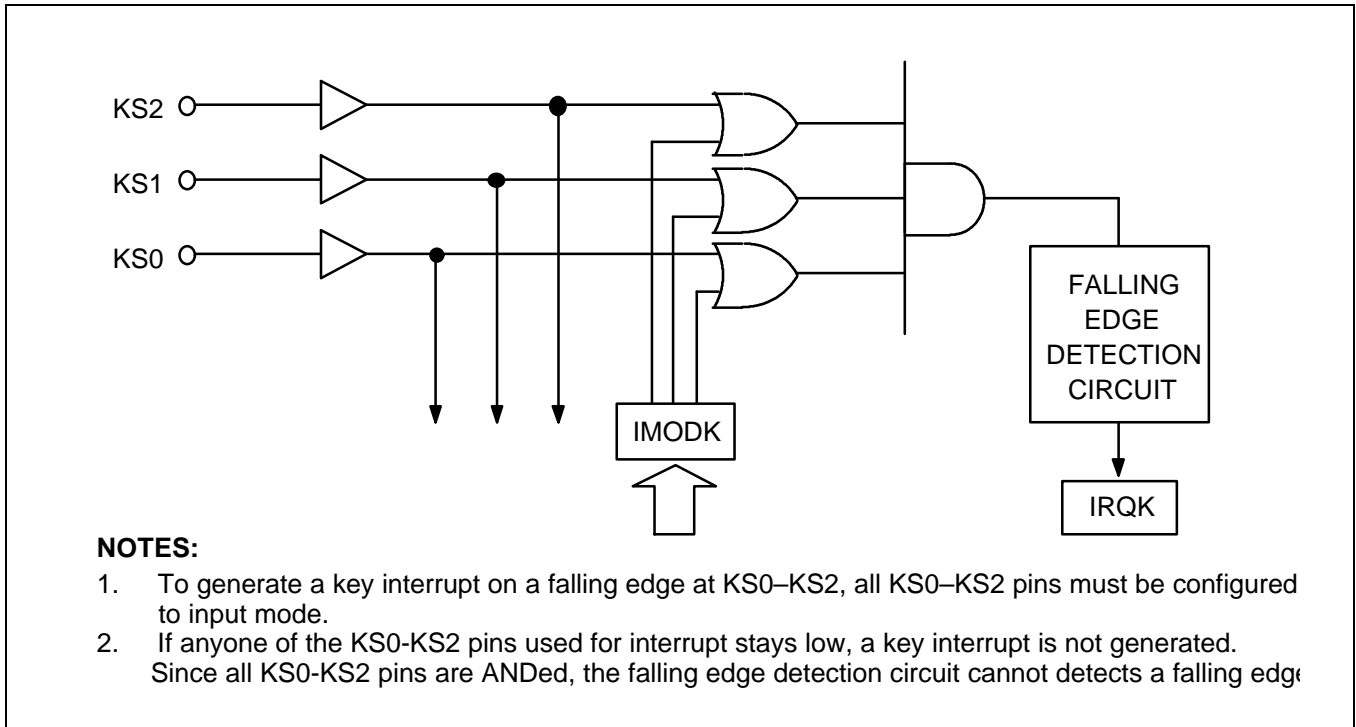 KS2
KS1
KS0
FALLING
EDGE
DETECTION
CIRCUIT
IMODK
IRQK
NOTES:
1. To generate a key interrupt on a falling edge at KS0–KS2, all KS0–KS2 pins must be configured
to input mode.
2. If anyone of the KS0-KS2 pins used for interrupt stays low, a key interrupt is not generated.
Since all KS0-KS2 pins are ANDed, the falling edge detection circuit cannot detects a falling edge